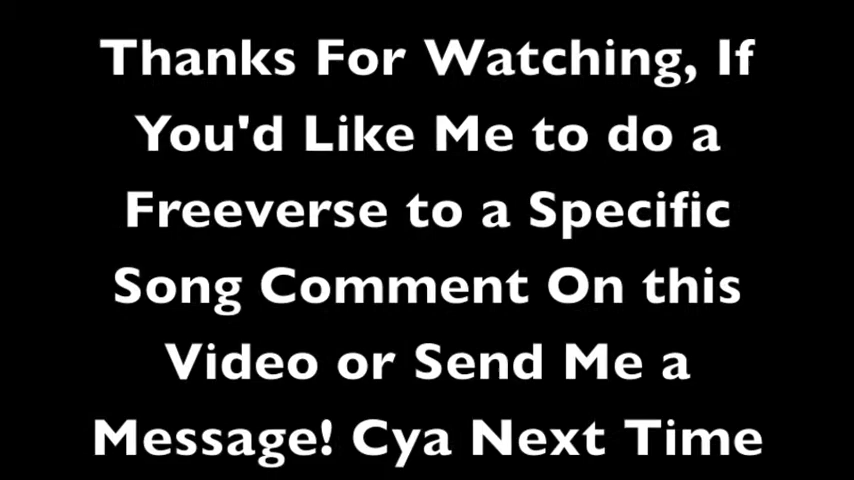 Thanks For Watching, If
You'd Like Me to do a
Freeverse to a Specific
Song Comment On this
Video or Send Me a
Message! Cya Next Time